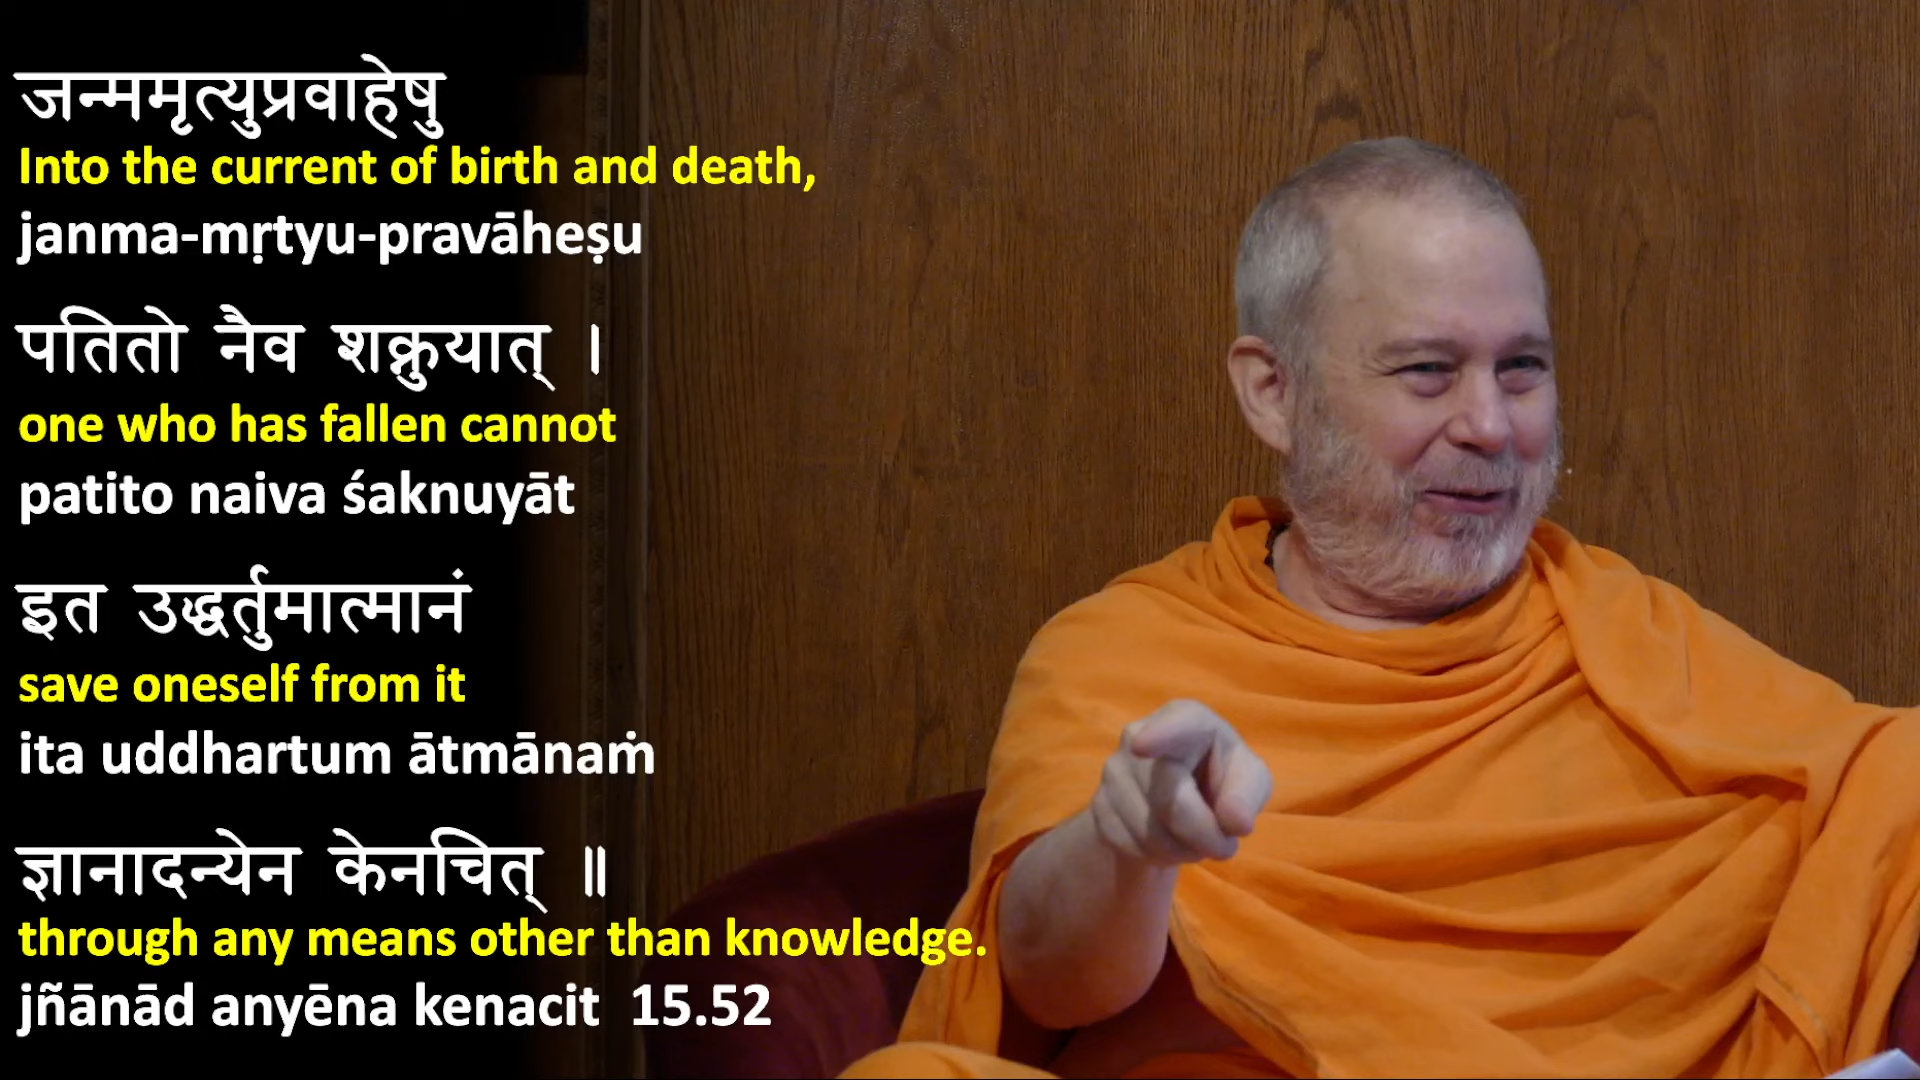 जन्ममृत्युप्रवाहेषु
Into the current of birth and death,
janma-mṛtyu-pravāheṣu
पतितो नैव शक्नुयात् ।
one who has fallen cannot
patito naiva śaknuyāt
इत उद्धर्तुमात्मानं
save oneself from it
ita uddhartum ātmānaṁ
ज्ञानादन्येन केनचित् ॥
through any means other than knowledge.
jñānād anyēna kenacit 15.52